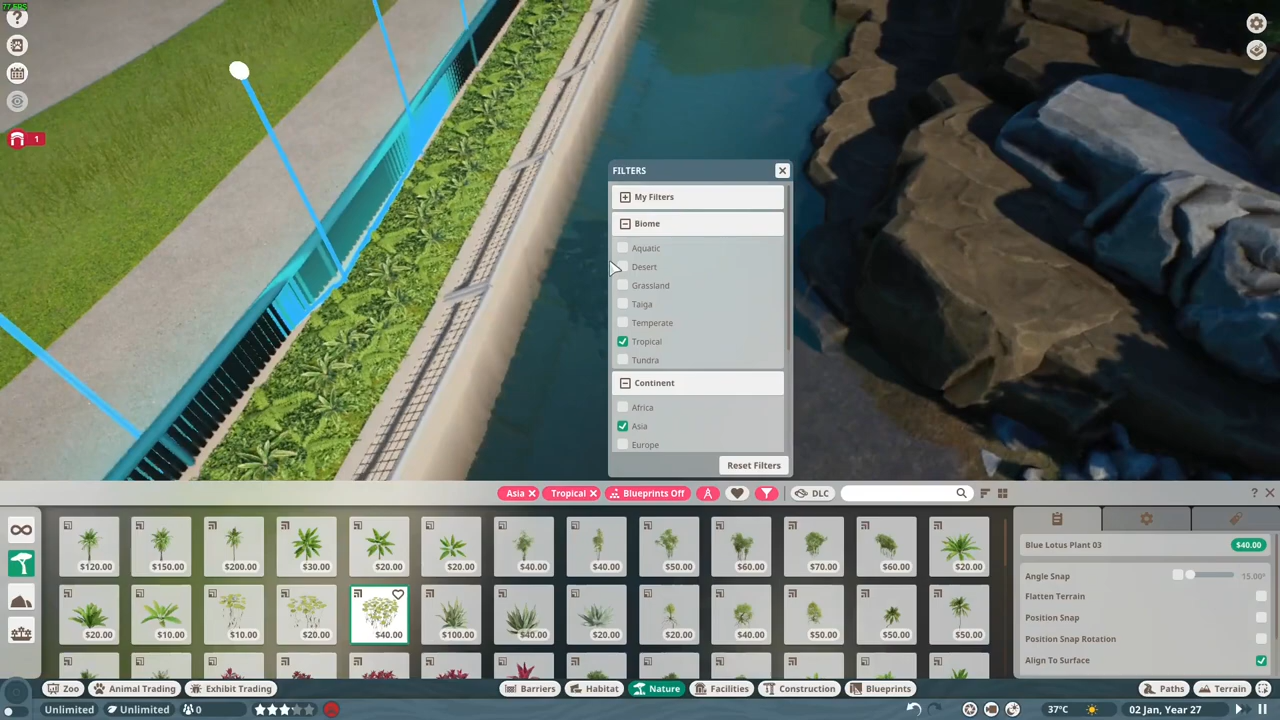 77 FPS
?
1
FILTERS
My Filters
Biome
Aquatic
Desert
Grassland
Taiga
Temperate
Tropical
Tundra
Continent
Africa
Asia
Europe
Reset Filters
Asia Tropical Blueprints Off DLC ?
$120.00 $150.00 $200.00 $30.00 $20.00 $20.00 $40.00 $40.00 $50.00 $60.00 $70.00 $60.00 $20.00
$20.00 $10.00 $10.00 $20.00 $40.00 $100.00 $40.00 $20.00 $20.00 $40.00 $50.00 $50.00 $50.00
Blue Lotus Plant 03 $40.00
Angle Snap 15.00°
Flatten Terrain
Position Snap
Position Snap Rotation
Align To Surface
Zoo Animal Trading Exhibit Trading Barriers Habitat Nature Facilities Construction Blueprints Paths Terrain
Unlimited Unlimited 0 37°C 02 Jan, Year 27